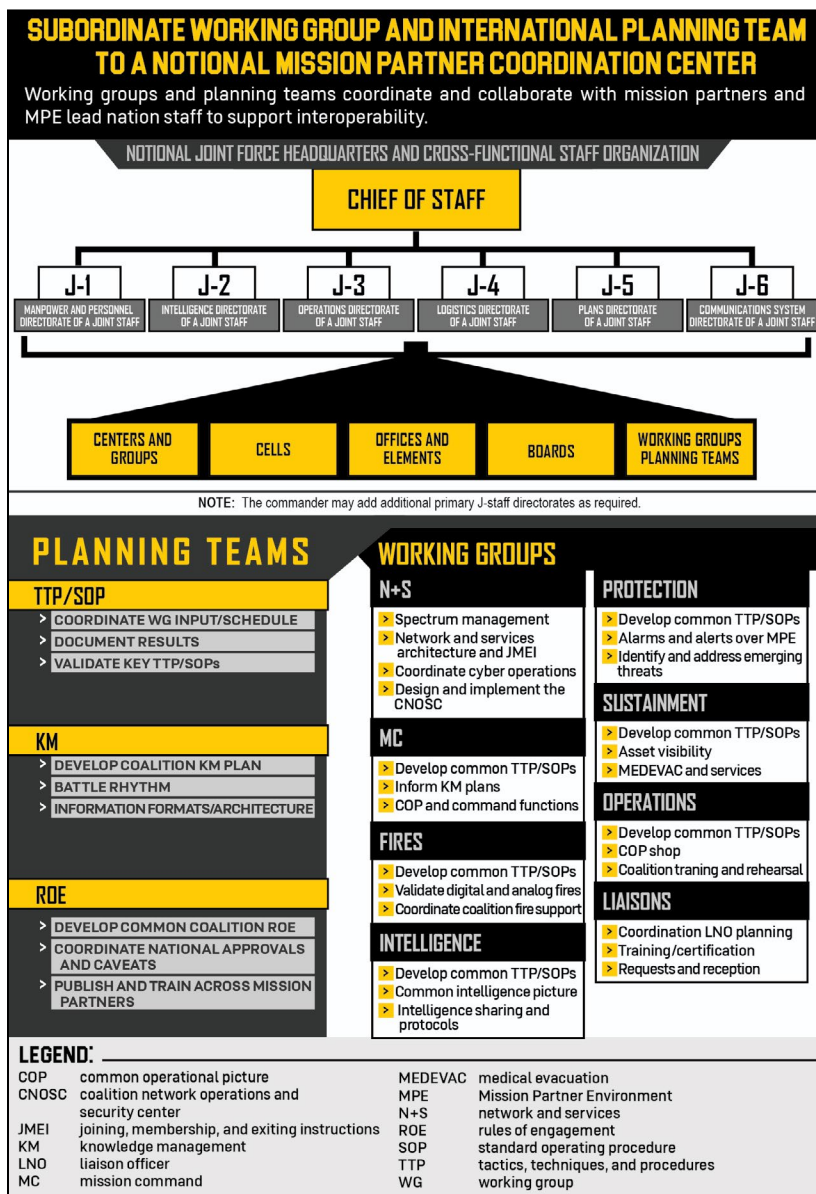 SUBORDINATE WORKING GROUP AND INTERNATIONAL PLANNING TEAM
TO A NOTIONAL MISSION PARTNER COORDINATION CENTER
Working groups and planning teams coordinate and collaborate with mission partners and
MPE lead nation staff to support interoperability.
NOTIONAL JOINT FORCE HEADQUARTERS AND CROSS-FUNCTIONAL STAFF ORGANIZATION
CHIEF OF STAFF
J-1
MANPOWER AND PERSONNEL
DIRECTORATE OF A JOINT STAFF
J-2
INTELLIGENCE DIRECTORATE
OF A JOINT STAFF
J-3
OPERATIONS DIRECTORATE
OF A JOINT STAFF
J-4
LOGISTICS DIRECTORATE
OF A JOINT STAFF
J-5
PLANS DIRECTORATE
OF A JOINT STAFF
J-6
COMMUNICATIONS SYSTEM
DIRECTORATE OF A JOINT STAFF
CENTERS AND
GROUPS
CELLS
OFFICES AND
ELEMENTS
BOARDS
WORKING GROUPS
PLANNING TEAMS
NOTE: The commander may add additional primary J-staff directorates as required.
PLANNING TEAMS
TTP/SOP
> COORDINATE WG INPUT/SCHEDULE
> DOCUMENT RESULTS
> VALIDATE KEY TTP/SOPs
KM
> DEVELOP COALITION KM PLAN
> BATTLE RHYTHM
> INFORMATION FORMATS/ARCHITECTURE
ROE
> DEVELOP COMMON COALITION ROE
> COORDINATE NATIONAL APPROVALS
AND CAVEATS
> PUBLISH AND TRAIN ACROSS MISSION
PARTNERS
WORKING GROUPS
N+S
> Spectrum management
> Network and services
architecture and JMEI
> Coordinate cyber operations
> Design and implement the
CNOSC
MC
> Develop common TTP/SOPs
> Inform KM plans
> COP and command functions
FIRES
> Develop common TTP/SOPs
> Validate digital and analog fires
> Coordinate coalition fire support
INTELLIGENCE
> Develop common TTP/SOPs
> Common intelligence picture
> Intelligence sharing and
protocols
PROTECTION
> Develop common TTP/SOPs
> Alarms and alerts over MPE
> Identify and address emerging
threats
SUSTAINMENT
> Develop common TTP/SOPs
> Asset visibility
> MEDEVAC and services
OPERATIONS
> Develop common TTP/SOPs
> COP shop
> Coalition traning and rehearsal
LIAISONS
> Coordination LNO planning
> Training/certification
> Requests and reception
LEGEND:
COP common operational picture
CNOSC coalition network operations and
security center
JMEI joining, membership, and exiting instructions
KM knowledge management
LNO liaison officer
MC mission command
MEDEVAC medical evacuation
MPE Mission Partner Environment
N+S network and services
ROE rules of engagement
SOP standard operating procedure
TTP tactics, techniques, and procedures
WG working group